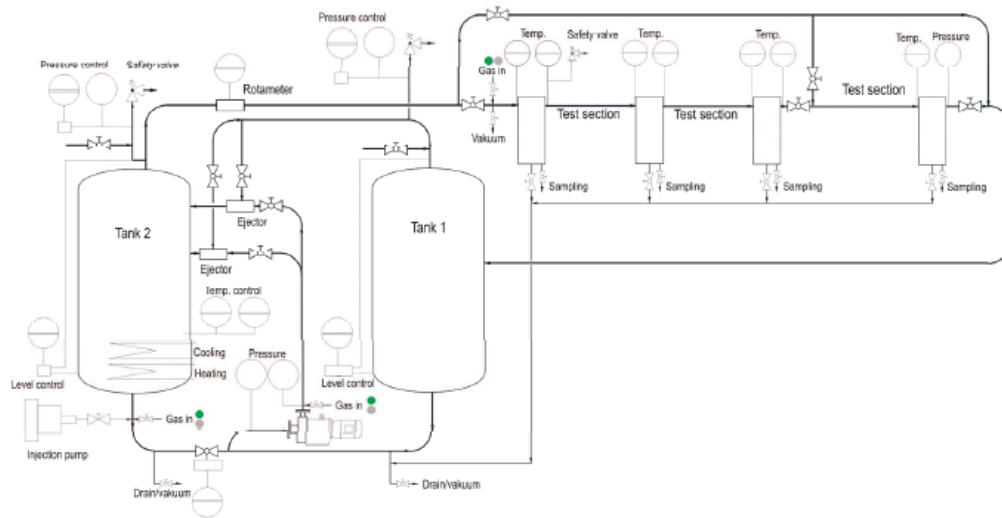 Pressure control
Temp.
Safety valve
Temp.
Temp.
Temp.
Pressure
Pressure control
Safety valve
Gas in
Rotameter
Test section
Test section
Test section
Vakuum
Sampling
Sampling
Sampling
Sampling
Tank 2
Ejector
Tank 1
Ejector
Temp. control
Cooling
Heating
Pressure
Level control
Level control
Gas in
Gas in
Injection pump
Drain/vakuum
Drain/vakuum